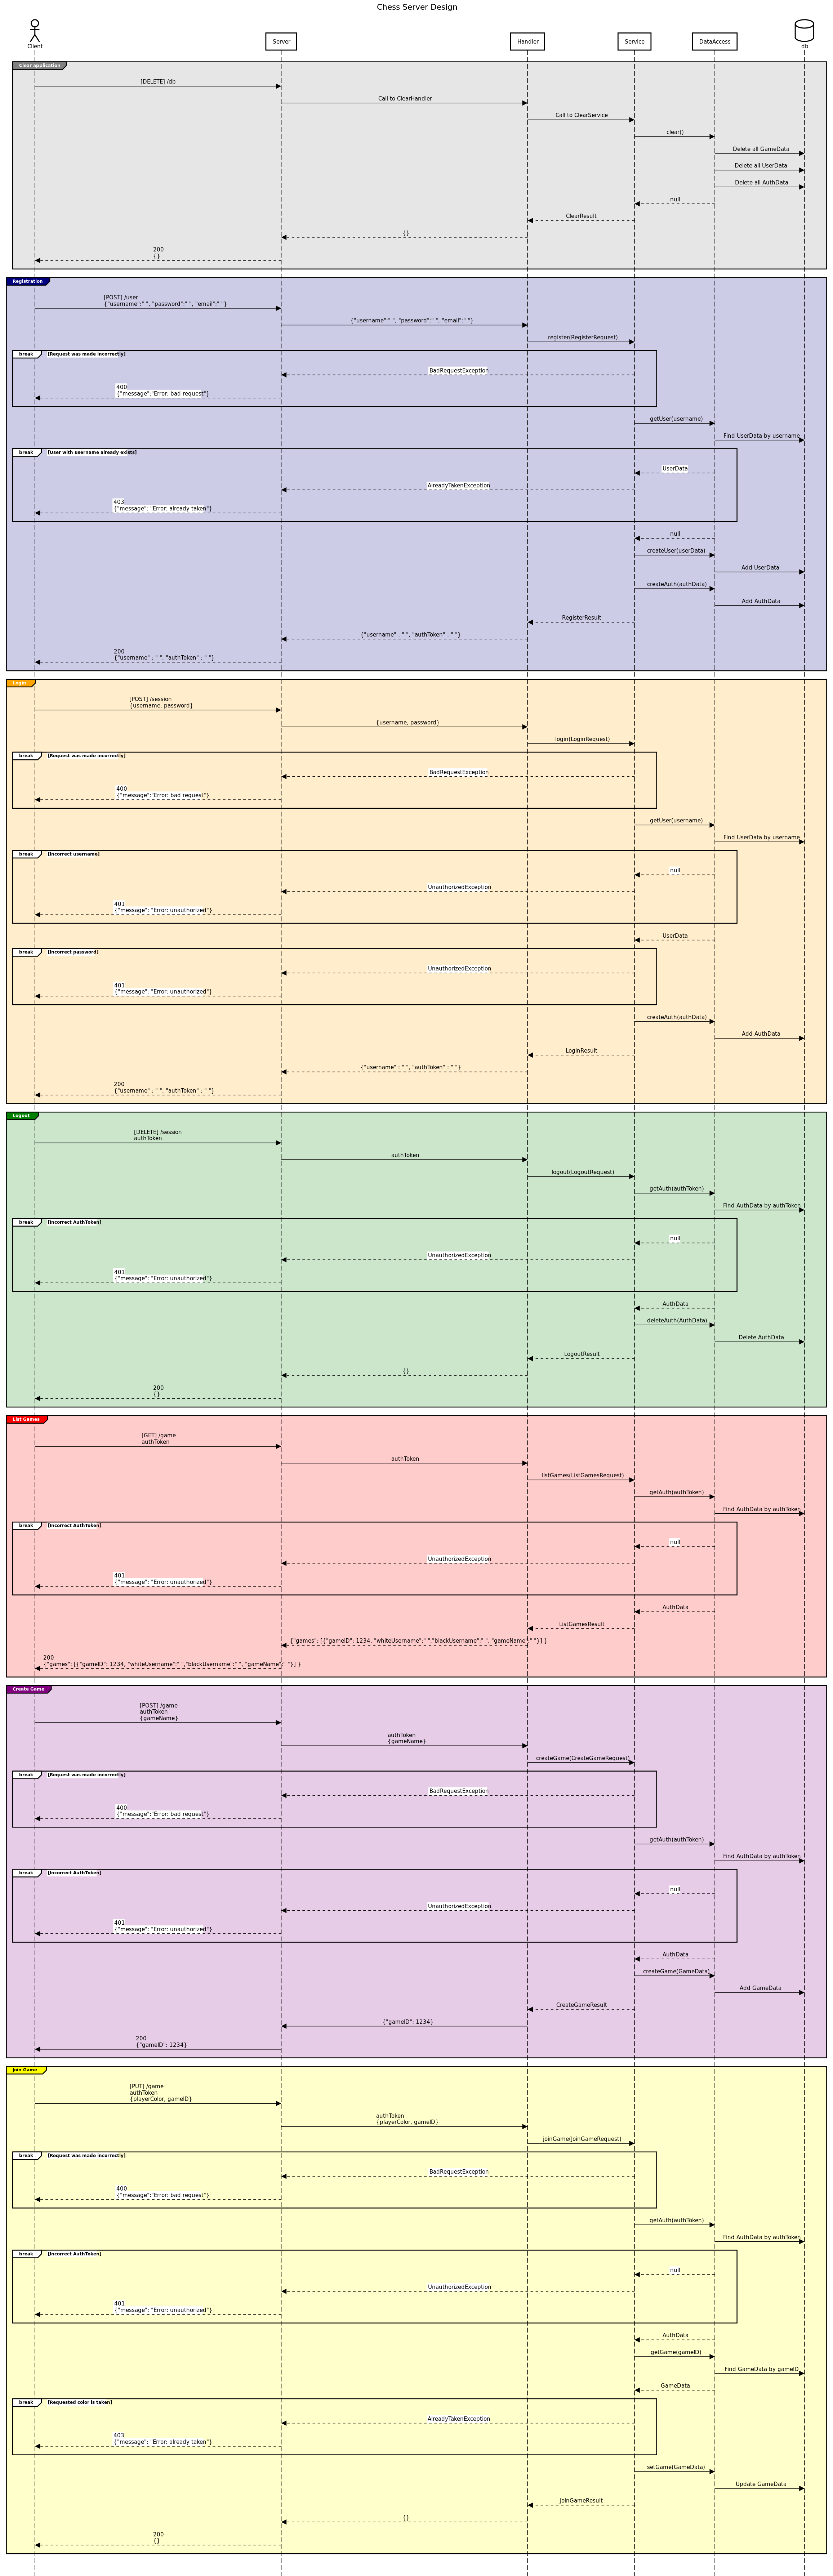 Chess Server Design
Client
Server
Handler
Service
DataAccess
db
Clear application
[DELETE] /db
Call to ClearHandler
Call to ClearService
clear()
Delete all GameData
Delete all UserData
Delete all AuthData
null
ClearResult
{}
200
{}
Registration
[POST] /user
{"username":" ", "password":" ", "email":" "}
{"username":" ", "password":" ", "email":" "}
register(RegisterRequest)
break [Request was made incorrectly]
BadRequestException
400
{"message":"Error: bad request"}
getUser(username)
Find UserData by username
break [User with username already exists]
UserData
AlreadyTakenException
403
{"message": "Error: already taken"}
null
createUser(userData)
Add UserData
createAuth(authData)
Add AuthData
RegisterResult
{"username" : " ", "authToken" : " "}
200
{"username" : " ", "authToken" : " "}
Login
[POST] /session
{username, password}
{username, password}
login(LoginRequest)
break [Request was made incorrectly]
BadRequestException
400
{"message":"Error: bad request"}
getUser(username)
Find UserData by username
break [Incorrect username]
null
UnauthorizedException
401
{"message": "Error: unauthorized"}
UserData
break [Incorrect password]
UnauthorizedException
401
{"message": "Error: unauthorized"}
createAuth(authData)
Add AuthData
LoginResult
{"username" : " ", "authToken" : " "}
200
{"username" : " ", "authToken" : " "}
Logout
[DELETE] /session
authToken
authToken
logout(LogoutRequest)
getAuth(authToken)
Find AuthData by authToken
break [Incorrect AuthToken]
null
UnauthorizedException
401
{"message": "Error: unauthorized"}
AuthData
deleteAuth(AuthData)
Delete AuthData
LogoutResult
{}
200
{}
List Games
[GET] /game
authToken
authToken
listGames(ListGamesRequest)
getAuth(authToken)
Find AuthData by authToken
break [Incorrect AuthToken]
null
UnauthorizedException
401
{"message": "Error: unauthorized"}
AuthData
ListGamesResult
{"games": [{"gameID": 1234, "whiteUsername":" ","blackUsername":" ", "gameName":" "}] }
200
{"games": [{"gameID": 1234, "whiteUsername":" ","blackUsername":" ", "gameName":" "}] }
Create Game
[POST] /game
authToken
{gameName}
authToken
{gameName}
createGame(CreateGameRequest)
break [Request was made incorrectly]
BadRequestException
400
{"message":"Error: bad request"}
getAuth(authToken)
Find AuthData by authToken
break [Incorrect AuthToken]
null
UnauthorizedException
401
{"message": "Error: unauthorized"}
AuthData
createGame(GameData)
Add GameData
CreateGameResult
{"gameID": 1234}
200
{"gameID": 1234}
Join Game
[PUT] /game
authToken
{playerColor, gameID}
authToken
{playerColor, gameID}
joinGame(JoinGameRequest)
break [Request was made incorrectly]
BadRequestException
400
{"message":"Error: bad request"}
getAuth(authToken)
Find AuthData by authToken
break [Incorrect AuthToken]
null
UnauthorizedException
401
{"message": "Error: unauthorized"}
AuthData
getGame(gameID)
Find GameData by gameID
GameData
break [Requested color is taken]
AlreadyTakenException
403
{"message": "Error: already taken"}
setGame(GameData)
Update GameData
JoinGameResult
{}
200
{}